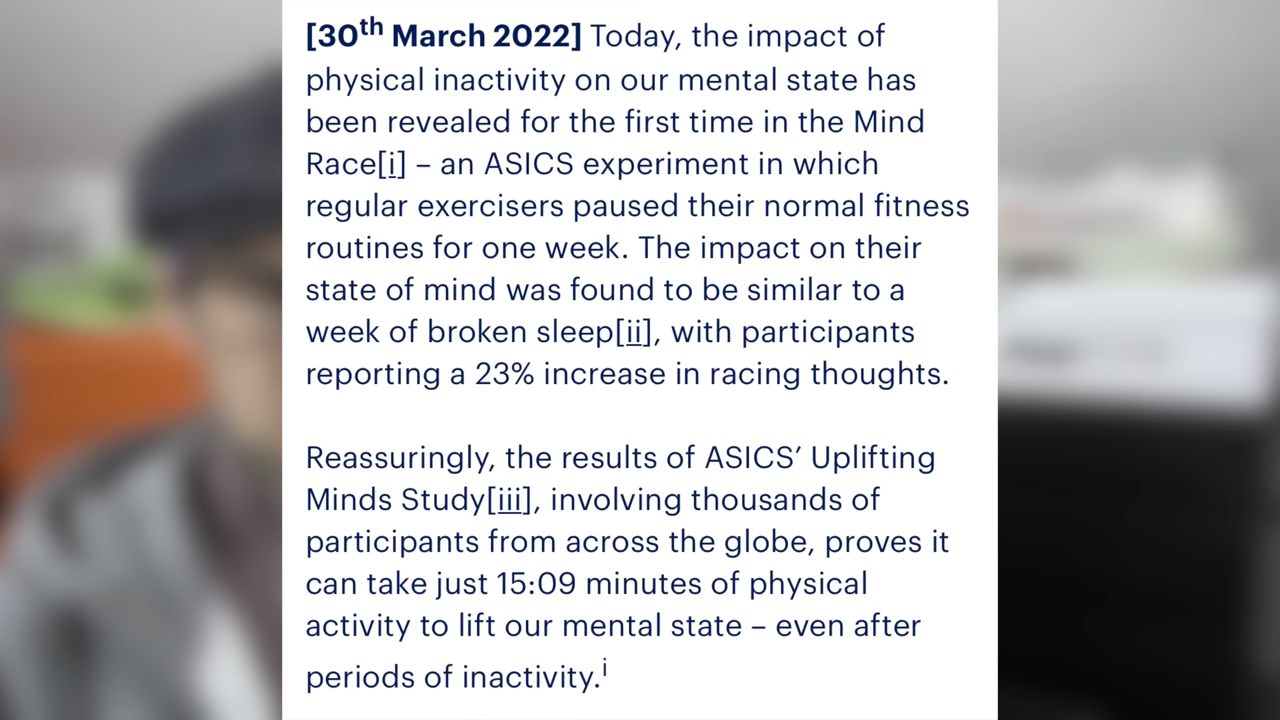 [30th March 2022] Today, the impact of
physical inactivity on our mental state has
been revealed for the first time in the Mind
Race[i] – an ASICS experiment in which
regular exercisers paused their normal fitness
routines for one week. The impact on their
state of mind was found to be similar to a
week of broken sleep[ii], with participants
reporting a 23% increase in racing thoughts.
Reassuringly, the results of ASICS’ Uplifting
Minds Study[iii], involving thousands of
participants from across the globe, proves it
can take just 15:09 minutes of physical
activity to lift our mental state – even after
periods of inactivity.i